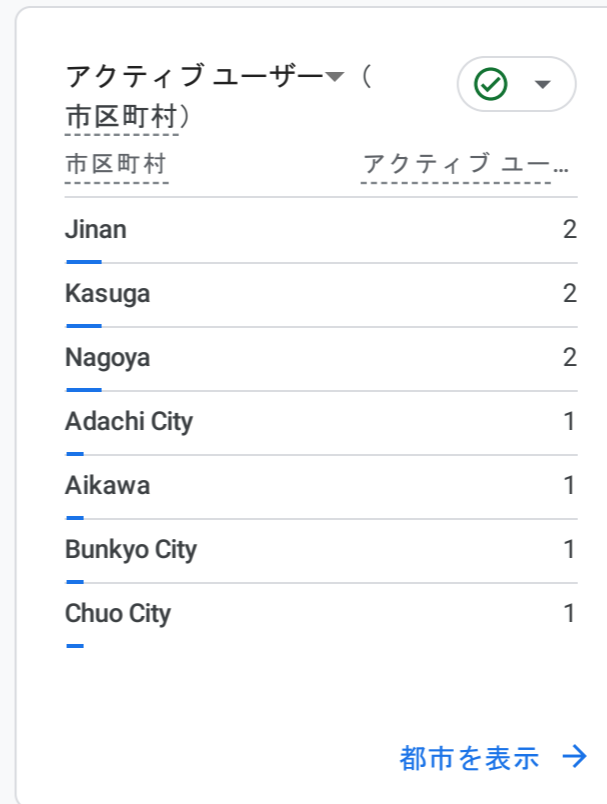 アクティブ ユーザー（
市区町村）
市区町村 アクティブ ユー…
Jinan 2
Kasuga 2
Nagoya 2
Adachi City 1
Aikawa 1
Bunkyo City 1
Chuo City 1
都市を表示